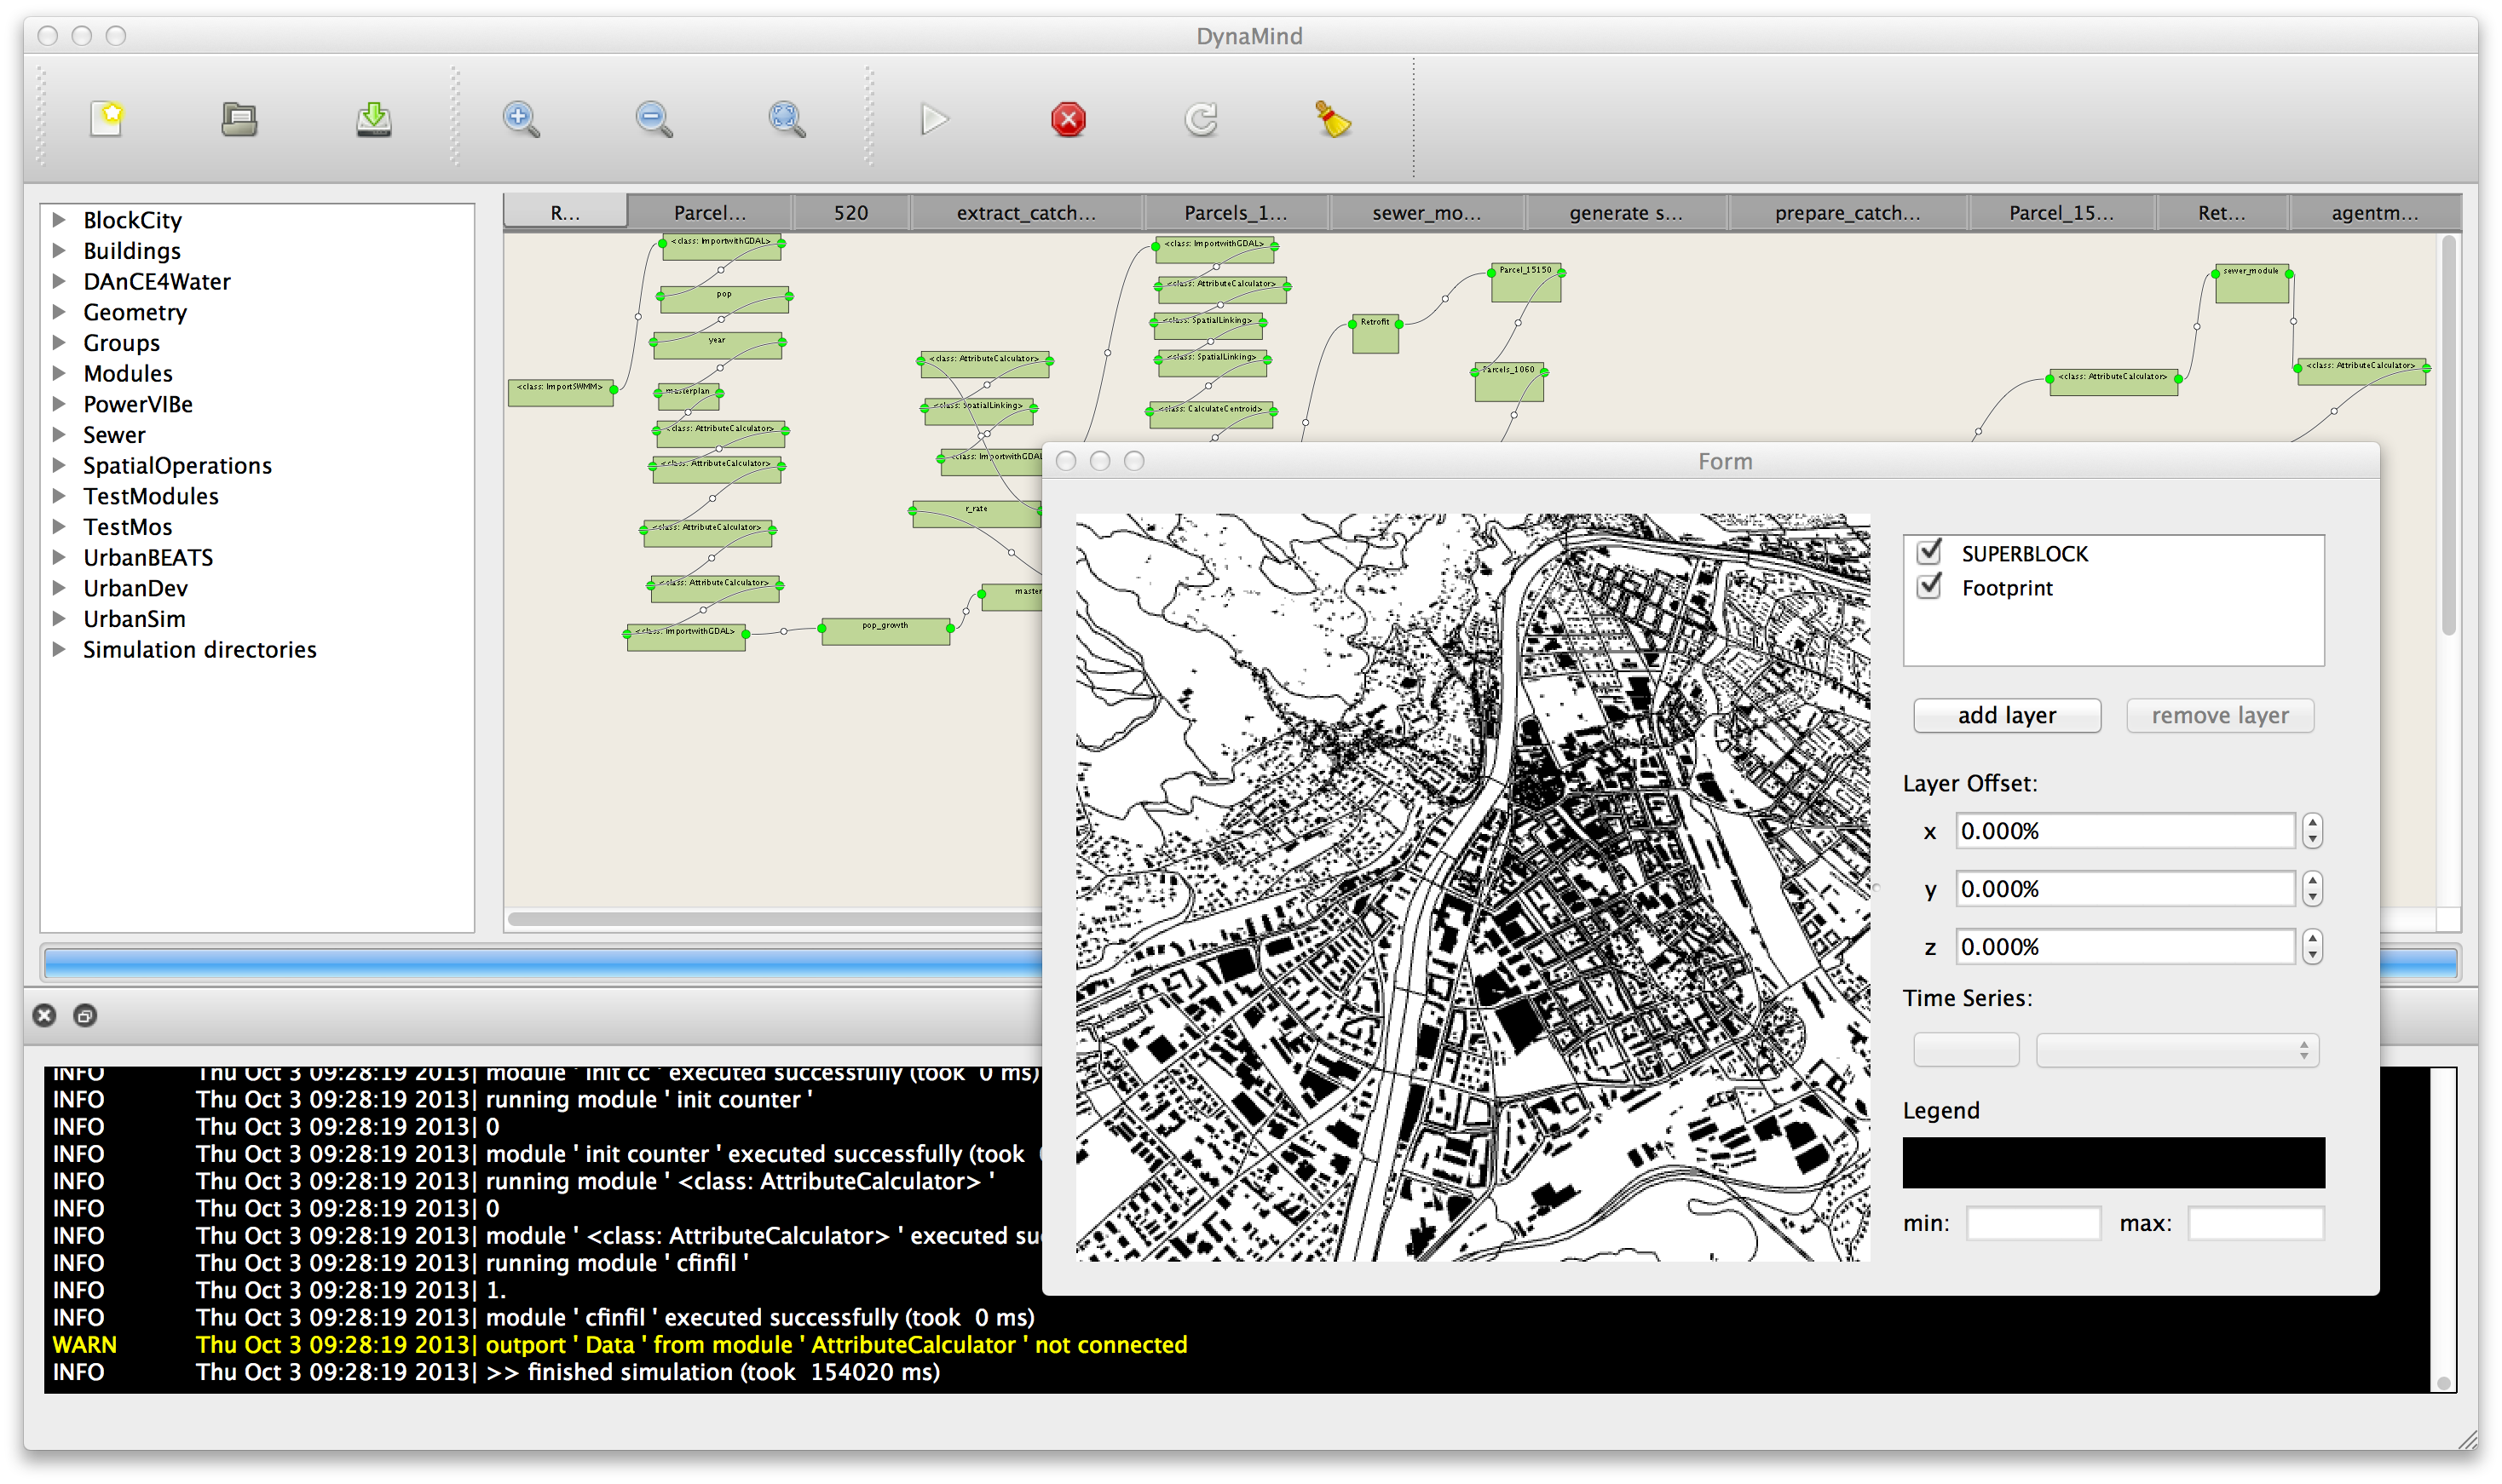 DynaMind
BlockCity
Buildings
DAnCE4Water
Geometry
Groups
Modules
PowerVIBe
Sewer
SpatialOperations
TestModules
TestMos
UrbanBEATS
UrbanDev
UrbanSim
Simulation directories
R...
Parcel...
520
extract_catch...
Parcels_1...
sewer_mo...
generate s...
prepare_catch...
Parcel_15...
Ret...
agentm...
<class: ImportSWMM>
<class: ImportwithGDAL>
pop
year
masterplan
<class: AttributeCalculator>
<class: AttributeCalculator>
<class: AttributeCalculator>
<class: AttributeCalculator>
<class: ImportwithGDAL>
pop_growth
<class: AttributeCalculator>
<class: SpatialLinking>
<class: ImportwithGDAL
r_rate
master
<class: ImportwithGDAL>
<class: AttributeCalculator>
<class: SpatialLinking>
<class: SpatialLinking>
<class: CalculateCentroid>
Retrofit
Parcel_15150
Parcels_1060
<class: AttributeCalculator>
sewer_module
<class: AttributeCalculator>
Form
SUPERBLOCK
Footprint
add layer
remove layer
Layer Offset:
x 0.000%
y 0.000%
z 0.000%
Time Series:
Legend
min: max:
INFO Thu Oct 3 09:28:19 2013| module ' init cc ' executed successfully (took 0 ms)
INFO Thu Oct 3 09:28:19 2013| running module ' init counter '
INFO Thu Oct 3 09:28:19 2013| 0
INFO Thu Oct 3 09:28:19 2013| module ' init counter ' executed successfully (took
INFO Thu Oct 3 09:28:19 2013| running module ' <class: AttributeCalculator> '
INFO Thu Oct 3 09:28:19 2013| 0
INFO Thu Oct 3 09:28:19 2013| module ' <class: AttributeCalculator> ' executed su
INFO Thu Oct 3 09:28:19 2013| running module ' cfinfil '
INFO Thu Oct 3 09:28:19 2013| 1.
INFO Thu Oct 3 09:28:19 2013| module ' cfinfil ' executed successfully (took 0 ms)
WARN Thu Oct 3 09:28:19 2013| outport ' Data ' from module ' AttributeCalculator ' not connected
INFO Thu Oct 3 09:28:19 2013| >> finished simulation (took 154020 ms)